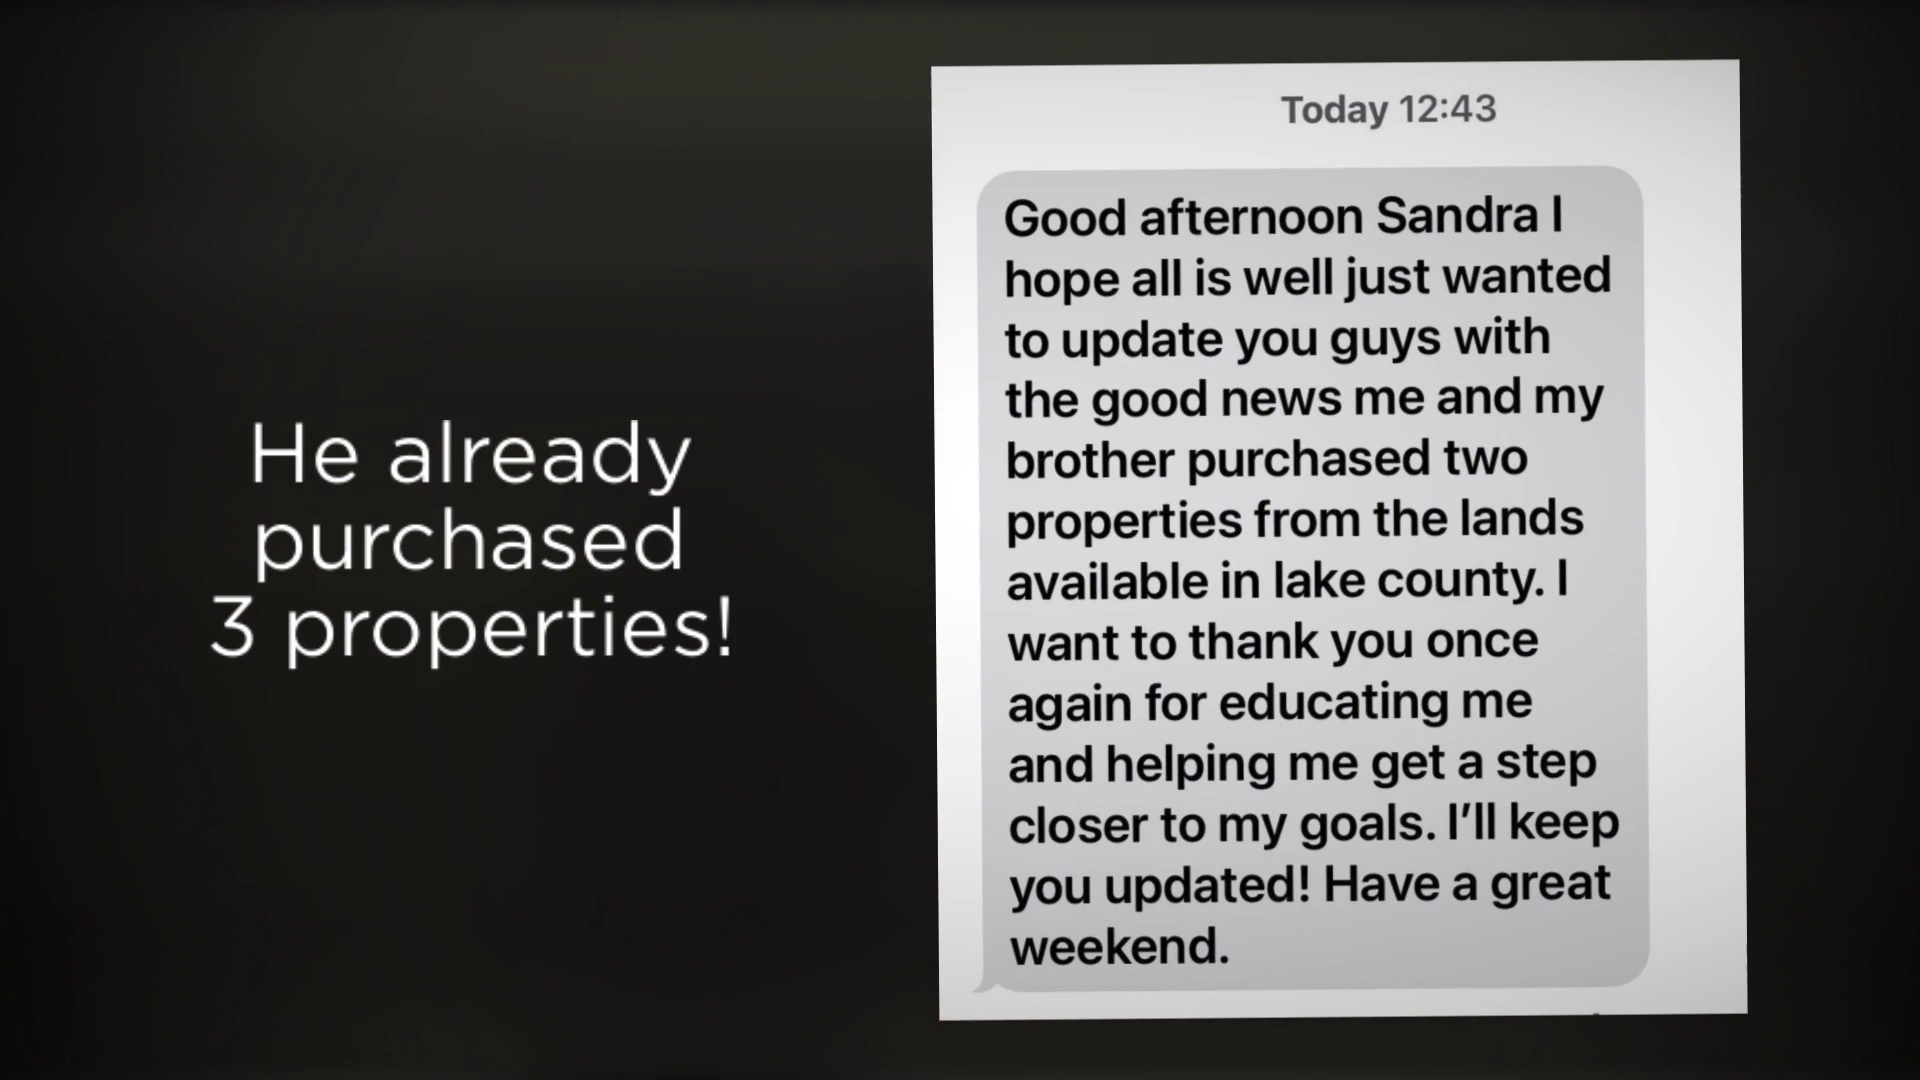 He already
purchased
3 properties!
Today 12:43
Good afternoon Sandra I
hope all is well just wanted
to update you guys with
the good news me and my
brother purchased two
properties from the lands
available in lake county. I
want to thank you once
again for educating me
and helping me get a step
closer to my goals. I’ll keep
you updated! Have a great
weekend.